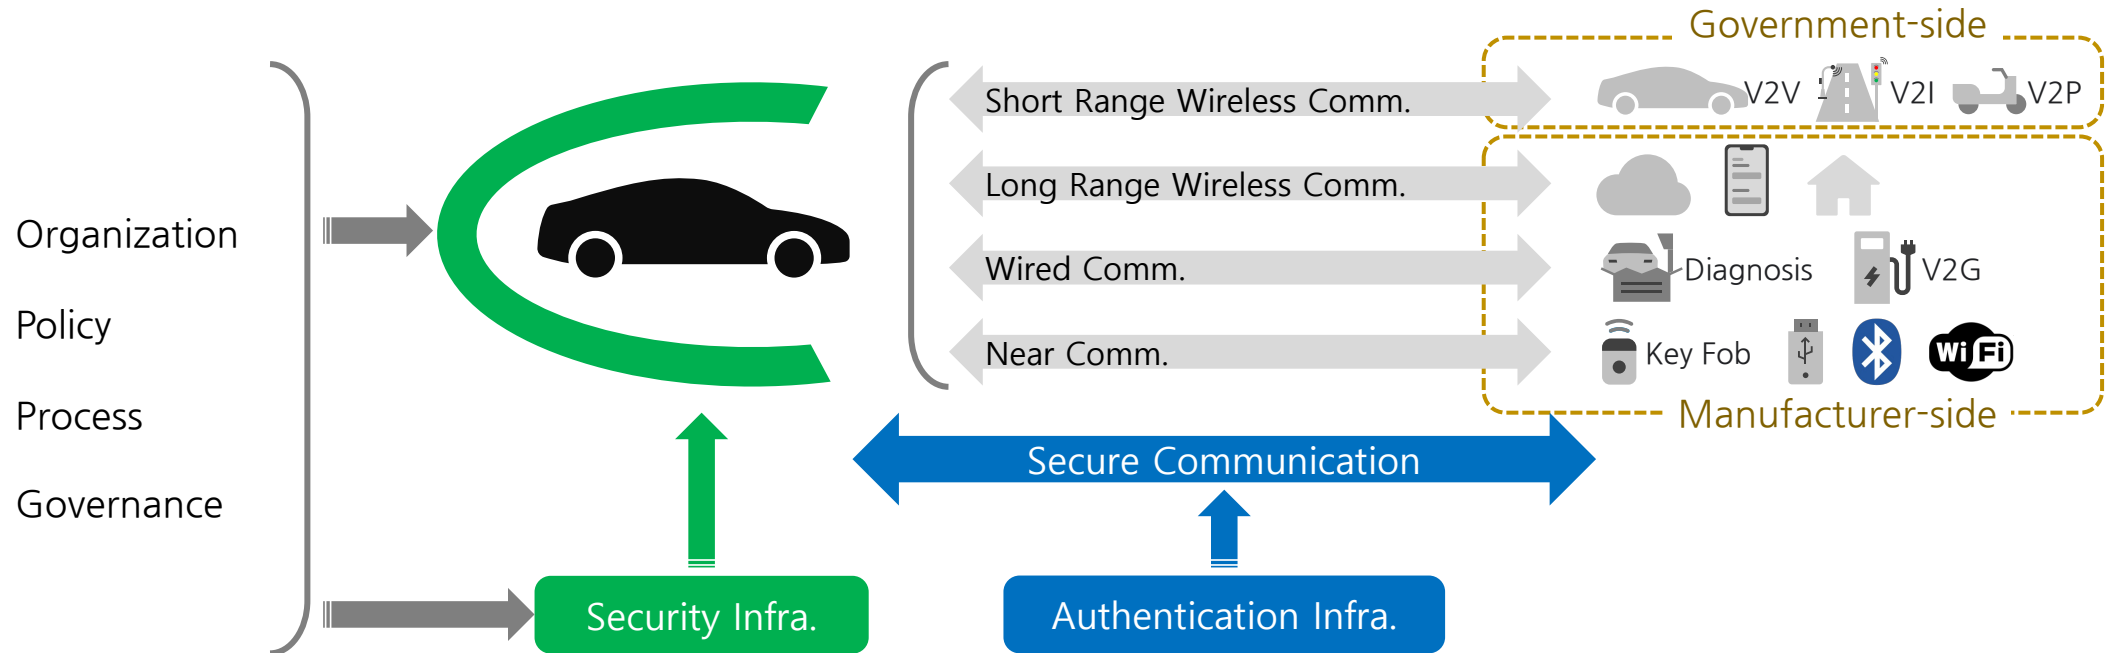 Government-side
Short Range Wireless Comm.
V2V
V2I
V2P
Long Range Wireless Comm.
Organization
Wired Comm.
Diagnosis
V2G
Policy
Near Comm.
Key Fob
Wi Fi
Process
Manufacturer-side
Secure Communication
Governance
Security Infra.
Authentication Infra.